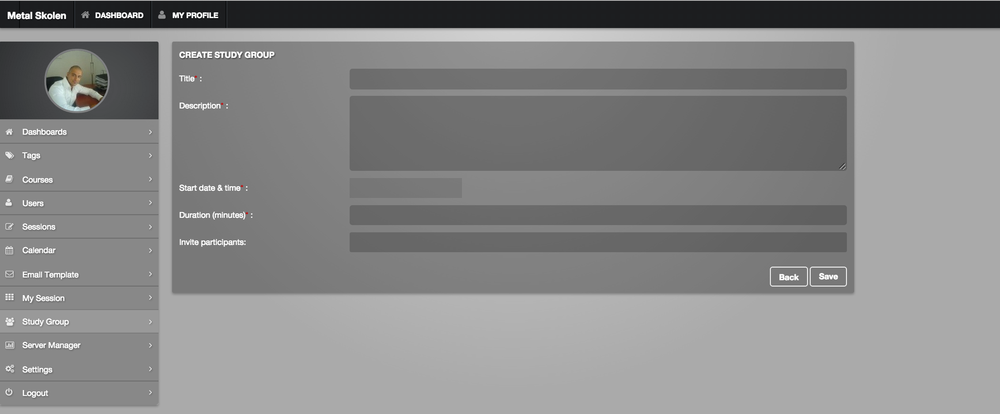 Metal Skolen
DASHBOARD
MY PROFILE
Dashboards
Tags
Courses
Users
Sessions
Calendar
Email Template
My Session
Study Group
Server Manager
Settings
Logout
CREATE STUDY GROUP
Title* :
Description* :
Start date & time* :
Duration (minutes)* :
Invite participants:
Back
Save